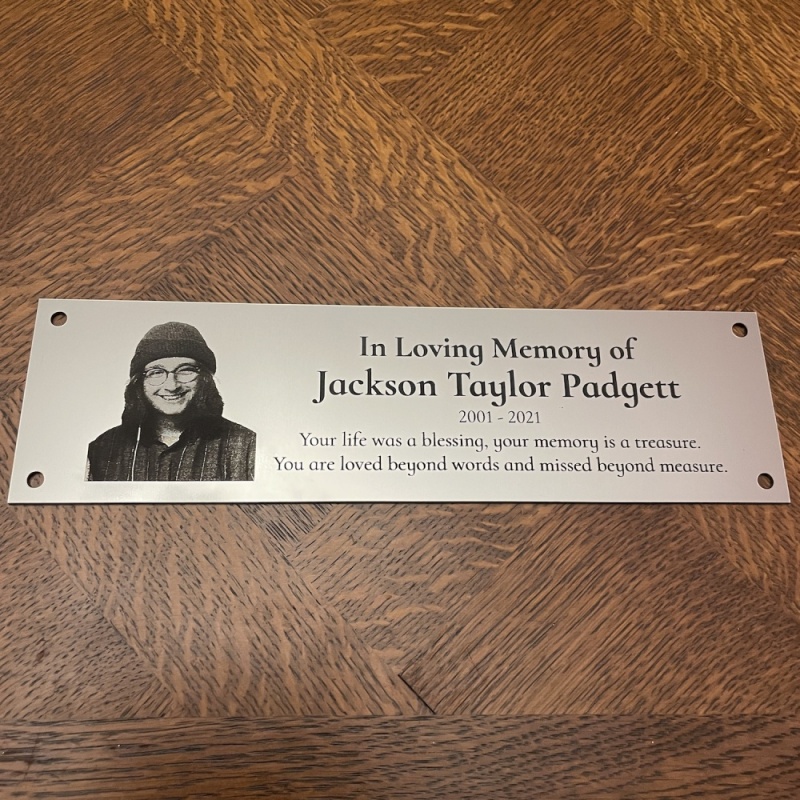 In Loving Memory of
Jackson Taylor Padgett
2001 - 2021
Your life was a blessing, your memory is a treasure.
You are loved beyond words and missed beyond measure.